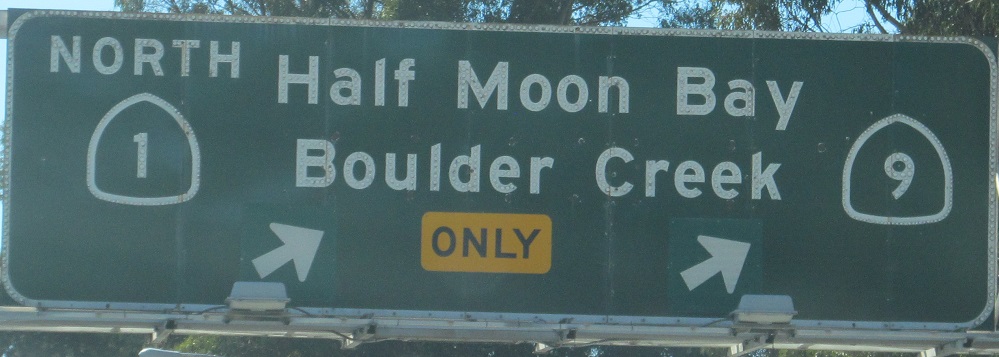 NORTH Half Moon Bay
1 Boulder Creek 9
ONLY